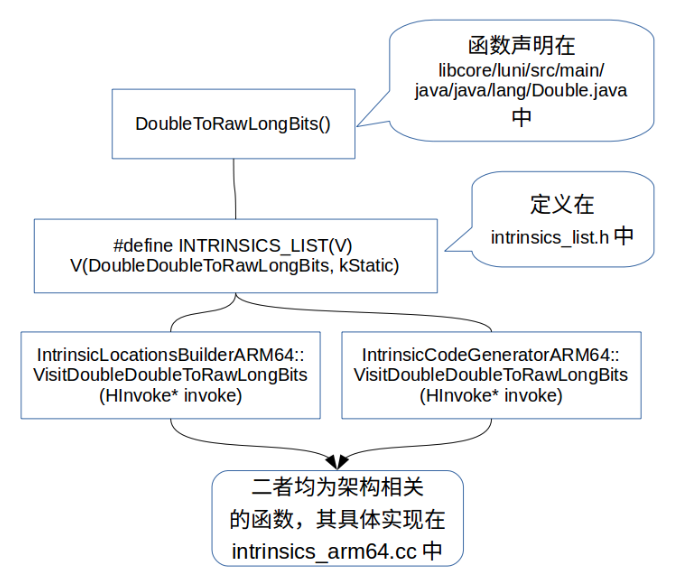 函数声明在
libcore/luni/src/main/
java/java/lang/Double.java
中
DoubleToRawLongBits()
定义在
intrinsics_list.h 中
#define INTRINSICS_LIST(V)
V(DoubleDoubleToRawLongBits, kStatic)
IntrinsicLocationsBuilderARM64::
VisitDoubleDoubleToRawLongBits
(HInvoke* invoke)
IntrinsicCodeGeneratorARM64::
VisitDoubleDoubleToRawLongBits
(HInvoke* invoke)
二者均为架构相关
的函数，其具体实现在
intrinsics_arm64.cc 中